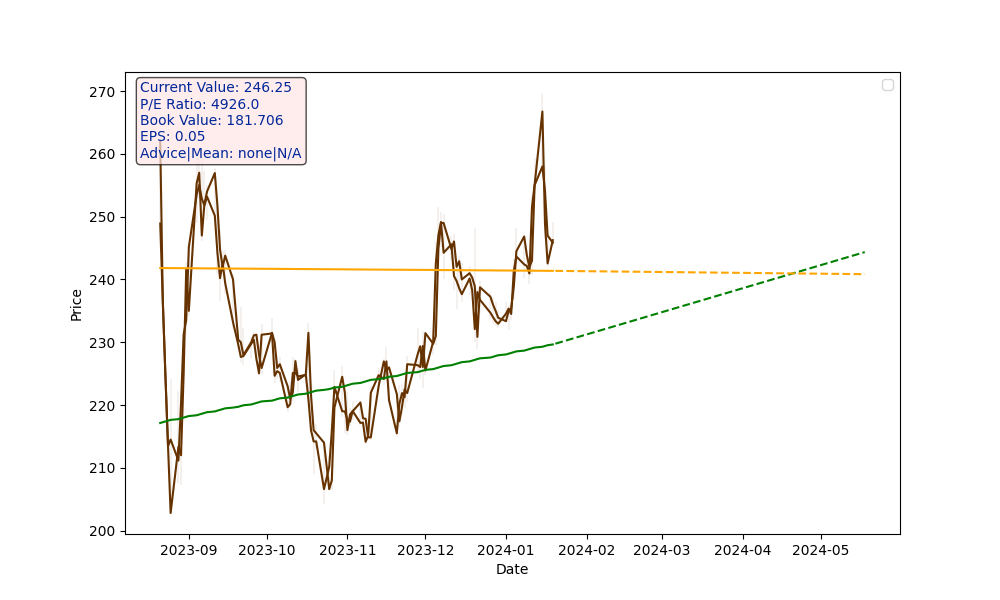 Current Value: 246.25
P/E Ratio: 4926.0
Book Value: 181.706
EPS: 0.05
Advice|Mean: none|N/A
270
260
250
240
230
220
210
200
Price
2023-09 2023-10 2023-11 2023-12 2024-01 2024-02 2024-03 2024-04 2024-05
Date